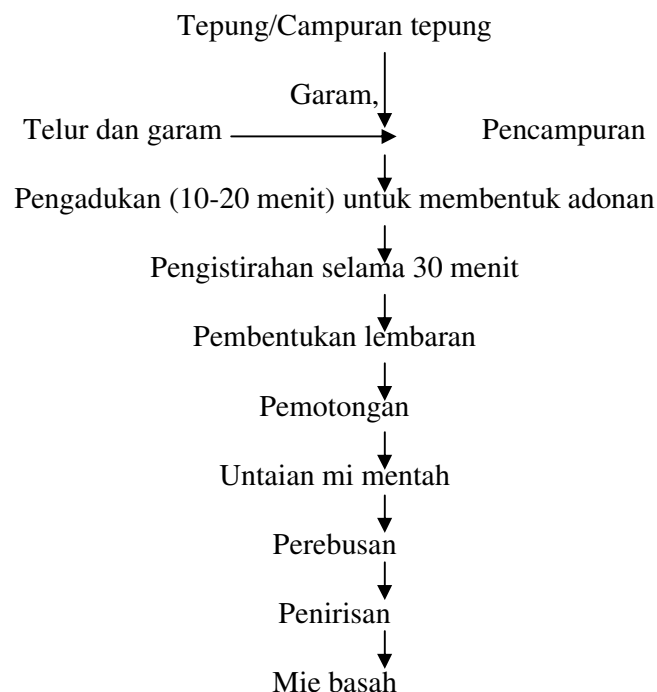 Tepung/Campuran tepung
Garam,
Telur dan garam Pencampuran
Pengadukan (10-20 menit) untuk membentuk adonan
Pengistirahan selama 30 menit
Pembentukan lembaran
Pemotongan
Untaian mi mentah
Perebusan
Penirisan
Mie basah